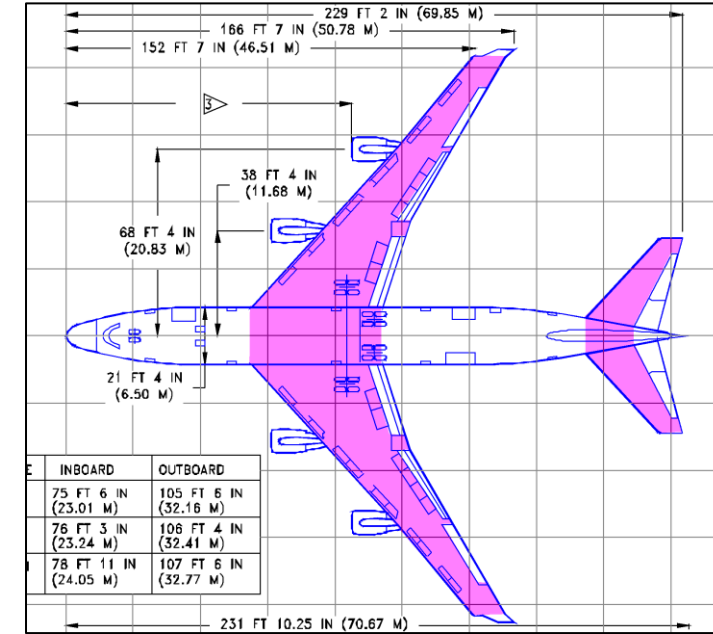 229 FT 2 IN (69.85 M)
166 FT 7 IN (50.78 M)
152 FT 7 IN (46.51 M)
3
38 FT 4 IN
(11.68 M)
68 FT 4 IN
(20.83 M)
21 FT 4 IN
(6.50 M)
E INBOARD OUTBOARD
75 FT 6 IN 105 FT 6 IN
(23.01 M) (32.16 M)
76 FT 3 IN 106 FT 4 IN
(23.24 M) (32.41 M)
78 FT 11 IN 107 FT 6 IN
(24.05 M) (32.77 M)
231 FT 10.25 IN (70.67 M)